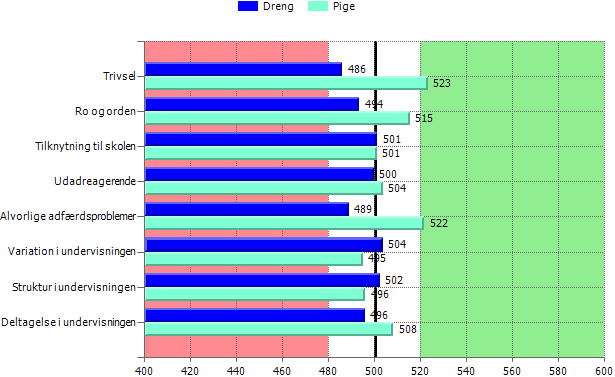 Dreng Pige
Trivsel 486
523
Ro og orden 494
515
Tilknytning til skolen 501
501
Udadreagerende 500
504
Alvorlige adfærdsproblemer 489
522
Variation i undervisningen 504
495
Struktur i undervisningen 502
496
Deltagelse i undervisningen 496
508
400 420 440 460 480 500 520 540 560 580 600